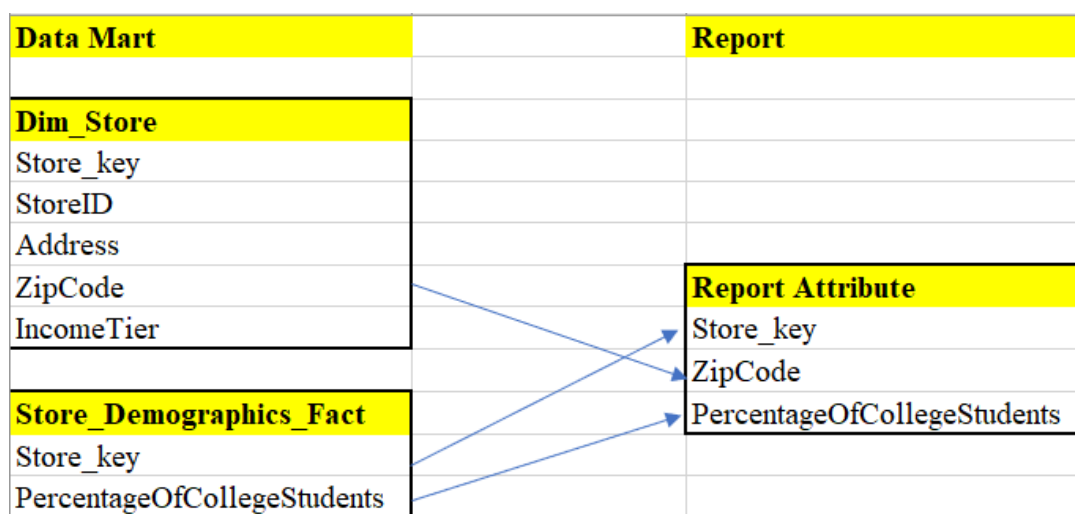 Data Mart
Report
Dim_Store
Store_key
StoreID
Address
ZipCode
IncomeTier
Store_Demographics_Fact
Store_key
PercentageOfCollegeStudents
Report Attribute
Store_key
ZipCode
PercentageOfCollegeStudents